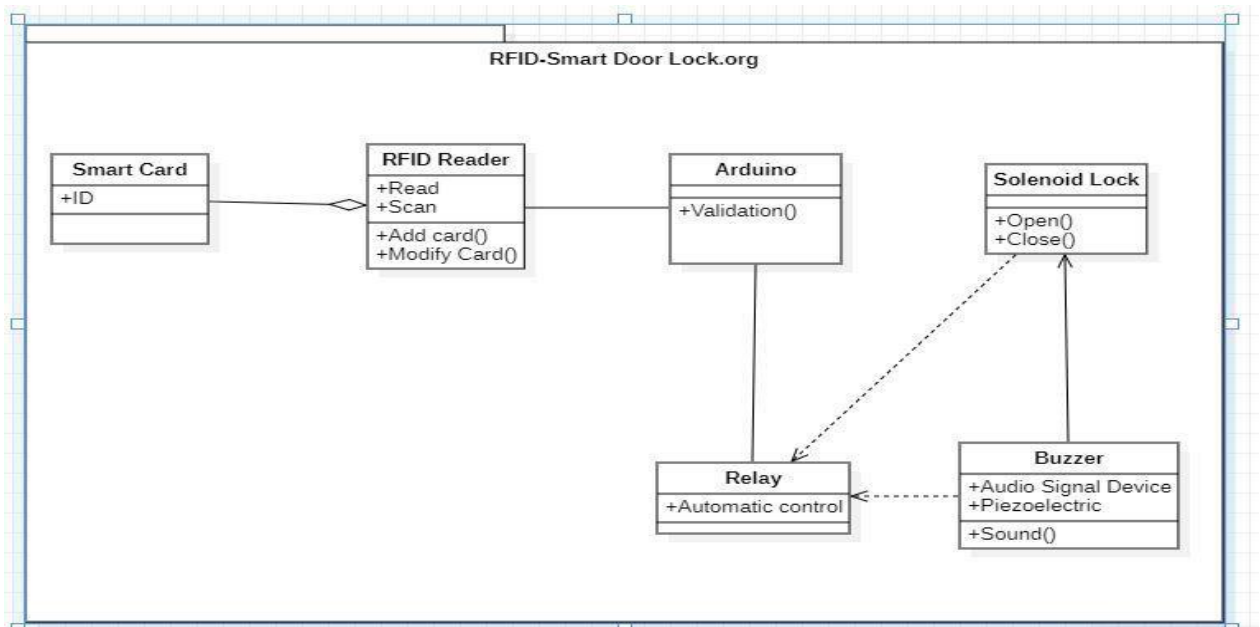 RFID-Smart Door Lock.org
Smart Card
+ID
RFID Reader
+Read
+Scan
+Add card()
+Modify Card()
Arduino
+Validation()
Solenoid Lock
+Open()
+Close()
Relay
+Automatic control
Buzzer
+Audio Signal Device
+Piezoelectric
+Sound()